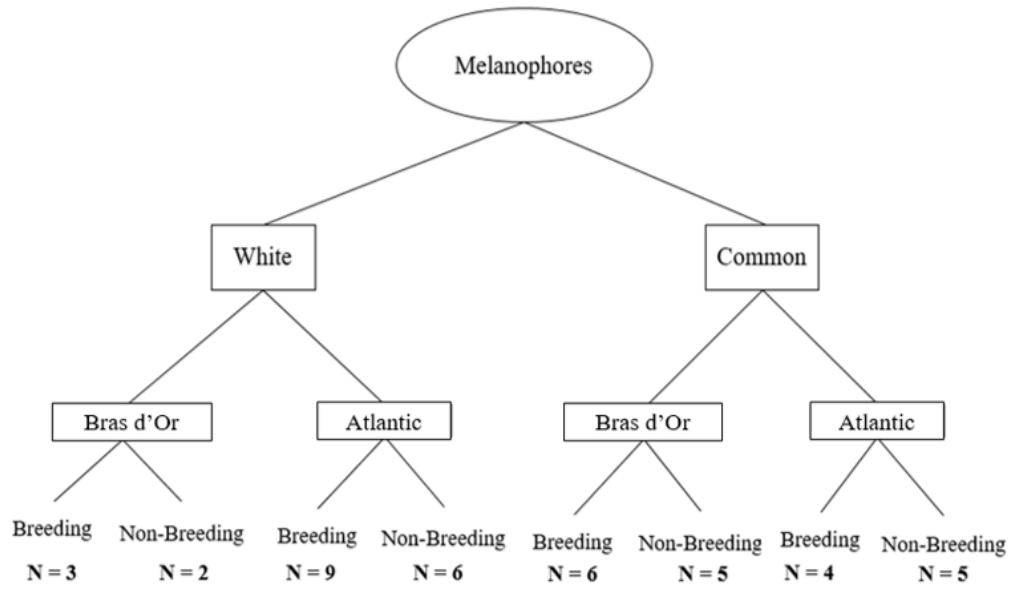 Melanophores
White
Common
Bras d’Or
Atlantic
Bras d’Or
Atlantic
Breeding
Non-Breeding
Breeding
Non-Breeding
Breeding
Non-Breeding
Breeding
Non-Breeding
N = 3
N = 2
N = 9
N = 6
N = 6
N = 5
N = 4
N = 5